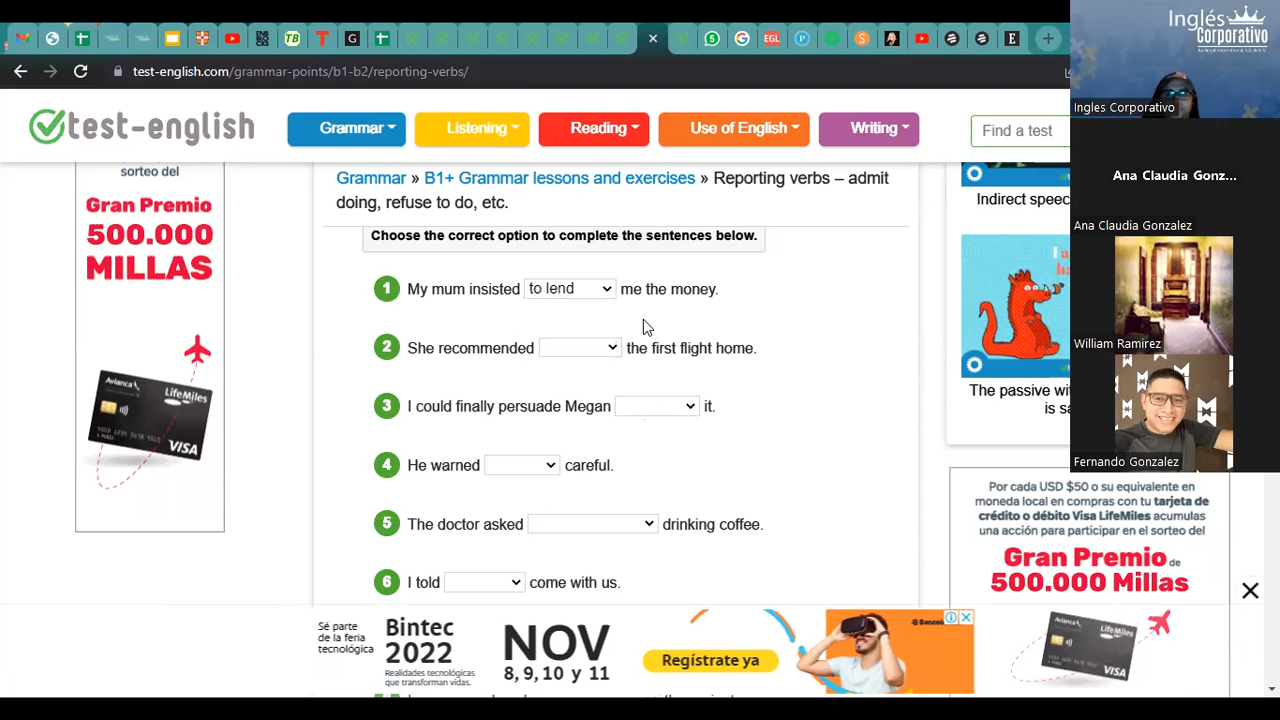 Inglés
Corporativo
test-english.com/grammar-points/b1-b2/reporting-verbs/
Ingles Corporativo
test-english
Grammar
Listening
Reading
Use of English
Writing
Find a test
Ana Claudia Gonz...
Ana Claudia Gonzalez
William Ramirez
Fernando Gonzalez
sorteo del
Gran Premio
500.000
MILLAS
Avianca
LifeMiles
VISA
Grammar » B1+ Grammar lessons and exercises » Reporting verbs – admit
doing, refuse to do, etc.
Choose the correct option to complete the sentences below.
1 My mum insisted to lend me the money.
2 She recommended the first flight home.
3 I could finally persuade Megan it.
4 He warned careful.
5 The doctor asked drinking coffee.
6 I told come with us.
Indirect speec
The passive wi
is sa
Por cada USD $50 o su equivalente en
moneda local en compras con tu tarjeta de
crédito o débito Visa LifeMiles acumulas
una acción para participar en el sorteo del
Gran Premio de
500.000 Millas
Avianca
LifeMiles
VISA
Sé parte
de la feria
tecnológica
Bintec
2022
Realidades tecnológicas
que transforman vidas.
NOV
8, 9, 10 y 11
Regístrate ya